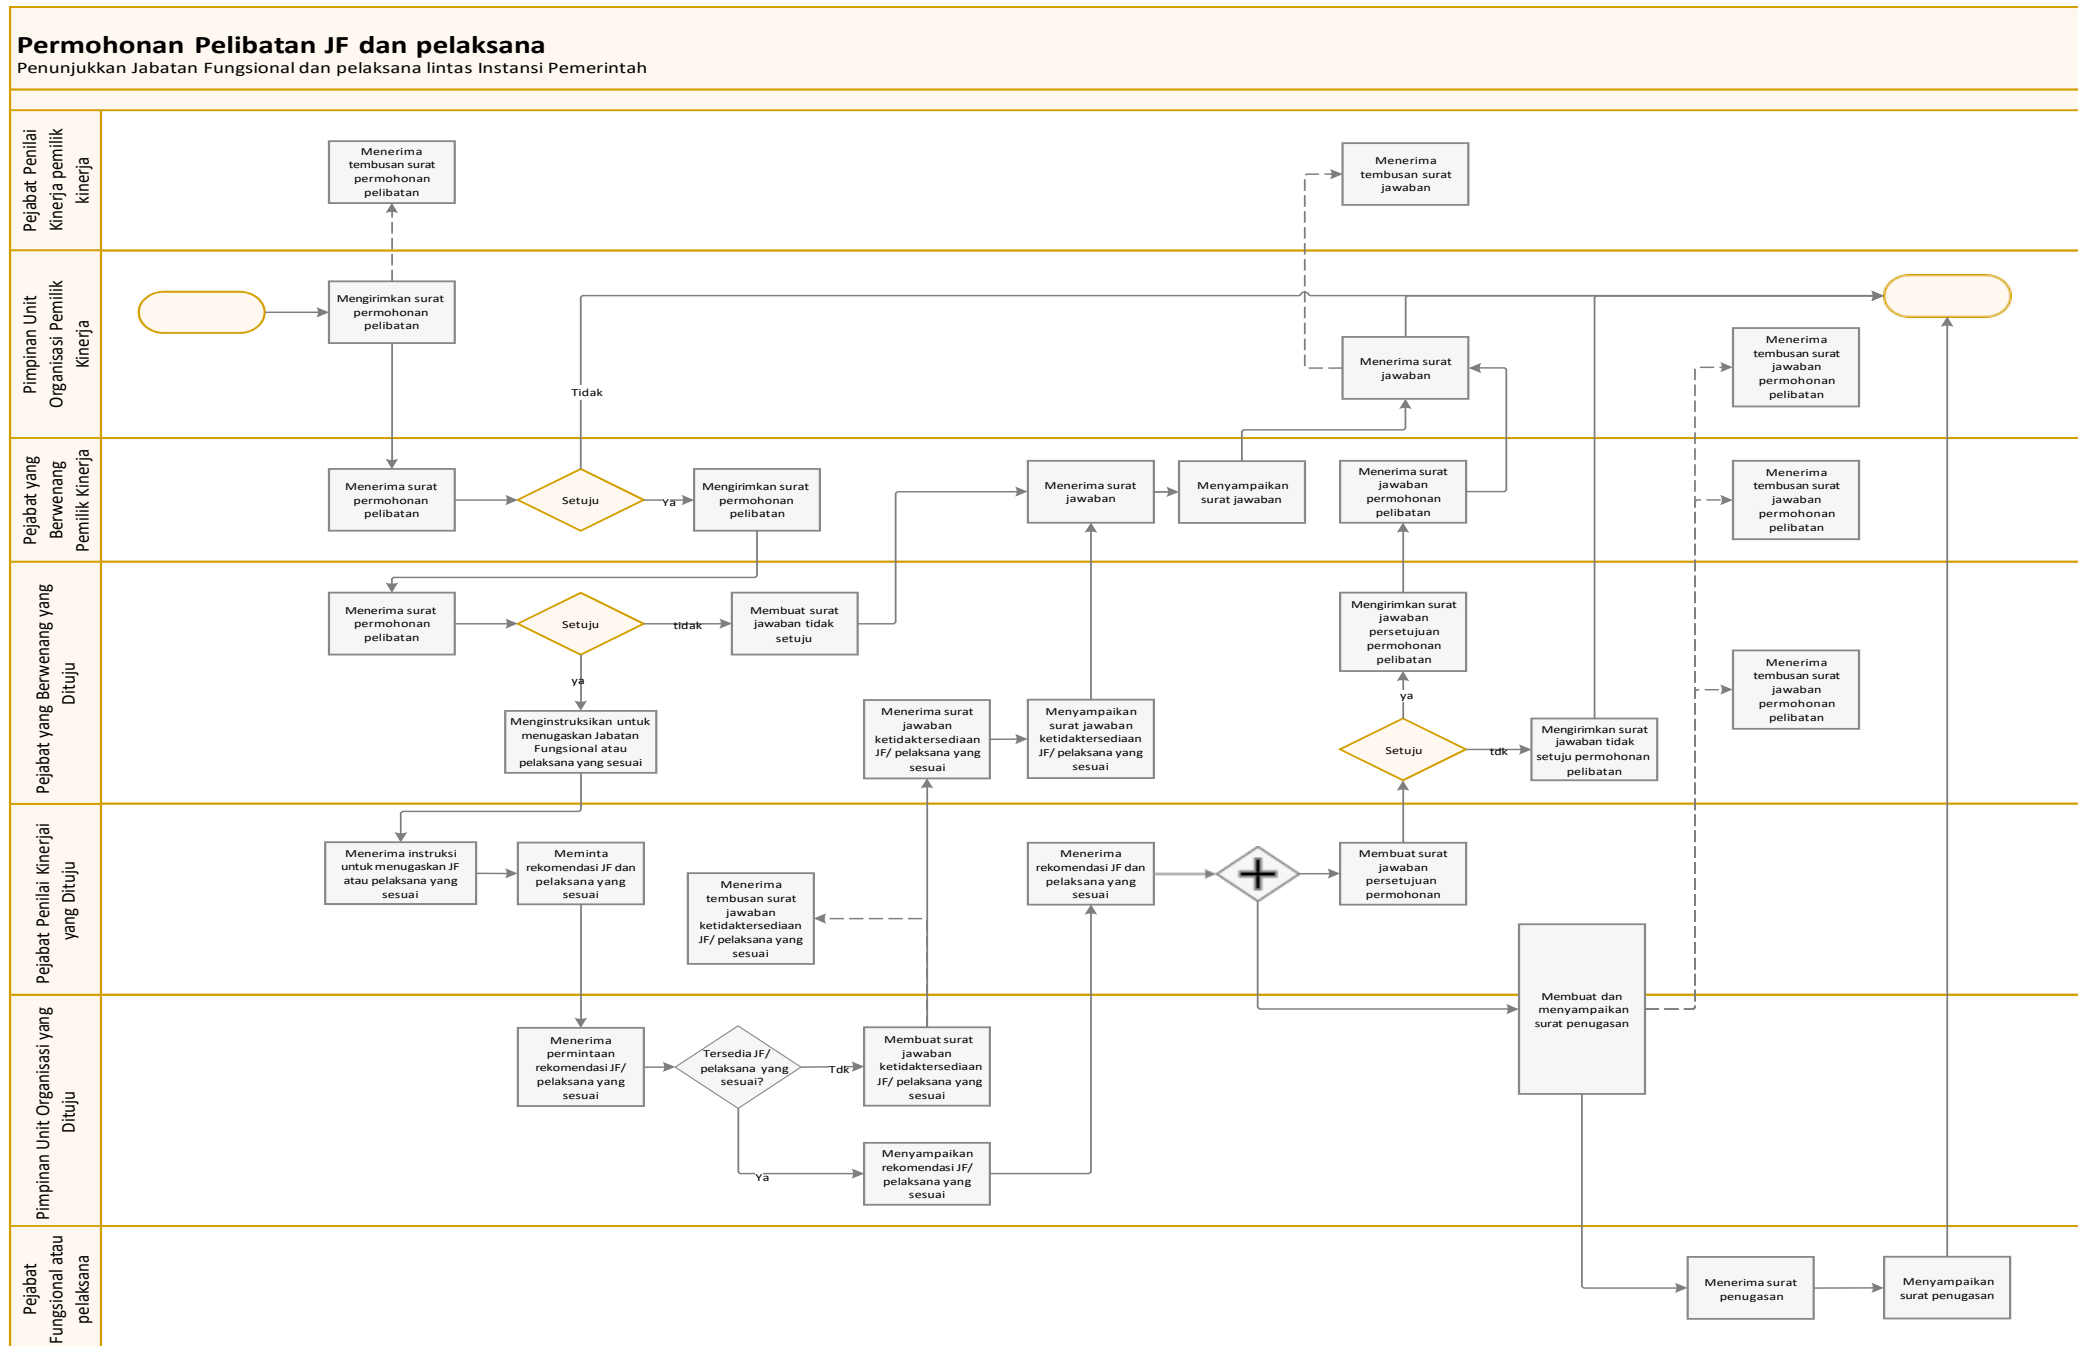 Permohonan Pelibatan JF dan pelaksana
Penunjukkan Jabatan Fungsional dan pelaksana lintas Instansi Pemerintah
Pejabat Penilai
Kinerja pemilik
kinerja
Menerima
tembusan surat
permohonan
pelibatan
Menerima
tembusan surat
jawaban
Pimpinan Unit
Organisasi Pemilik
Kinerja
Mengirimkan surat
permohonan
pelibatan
Tidak
Menerima surat
jawaban
Menerima
tembusan surat
jawaban
permohonan
pelibatan
Pejabat yang
Berwenang
Pemilik Kinerja
Menerima surat
permohonan
pelibatan
Setuju
Ya
Mengirimkan surat
permohonan
pelibatan
Menerima surat
jawaban
Menyampaikan
surat jawaban
Menerima surat
jawaban
permohonan
pelibatan
Menerima
tembusan surat
jawaban
permohonan
pelibatan
Pejabat yang Berwenang yang
Dituju
Menerima surat
permohonan
pelibatan
Setuju
tidak
Membuat surat
jawaban tidak
setuju
ya
Menginstruksikan untuk
menugaskan Jabatan
Fungsional atau
pelaksana yang sesuai
Menerima surat
jawaban
ketidaktersediaan
JF/ pelaksana yang
sesuai
Menyampaikan
surat jawaban
ketidaktersediaan
JF/ pelaksana yang
sesuai
Mengirimkan surat
jawaban
persetujuan
permohonan
pelibatan
ya
Setuju
tdk
Mengirimkan surat
jawaban tidak
setuju permohonan
pelibatan
Menerima
tembusan surat
jawaban
permohonan
pelibatan
Pejabat Penilai Kinerjai
yang Dituju
Menerima instruksi
untuk menugaskan JF
atau pelaksana yang
sesuai
Meminta
rekomendasi JF dan
pelaksana yang
sesuai
Menerima
tembusan surat
jawaban
ketidaktersediaan
JF/ pelaksana yang
sesuai
Menerima
rekomendasi JF dan
pelaksana yang
sesuai
Membuat surat
jawaban
persetujuan
permohonan
Membuat dan
menyampaikan
surat penugasan
Pimpinan Unit Organisasi yang
Dituju
Menerima
permintaan
rekomendasi JF/
pelaksana yang
sesuai
Tersedia JF/
pelaksana yang
sesuai?
Tdk
Membuat surat
jawaban
ketidaktersediaan
JF/ pelaksana yang
sesuai
Ya
Menyampaikan
rekomendasi JF/
pelaksana yang
sesuai
Pejabat
Fungsional atau
pelaksana
Menerima surat
penugasan
Menyampaikan
surat penugasan